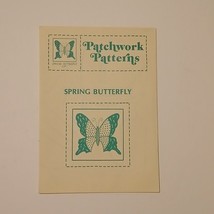 Patchwork
Patterns
SPRING BUTTERFLY